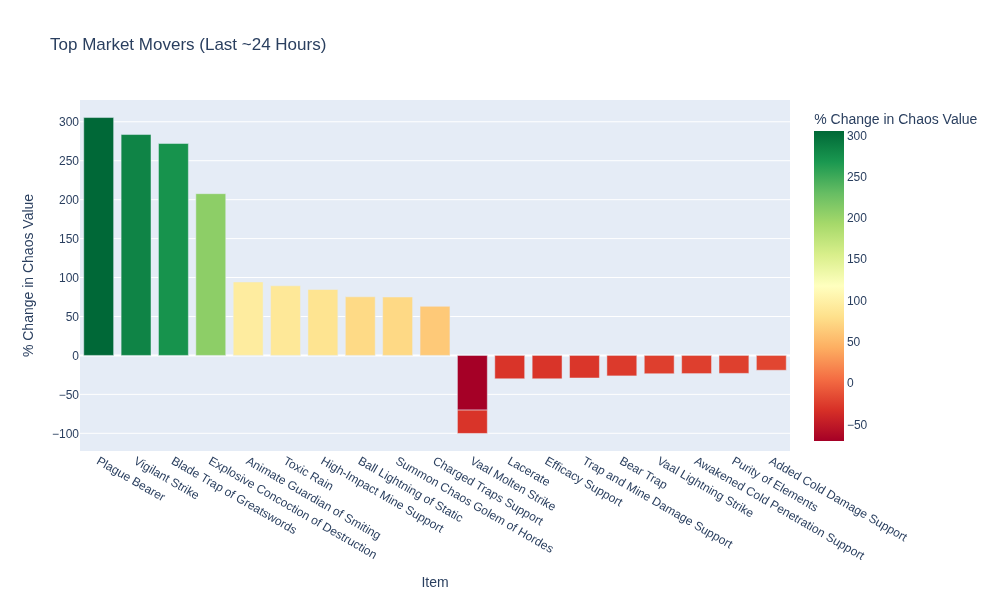 Top Market Movers (Last ~24 Hours)
% Change in Chaos Value
300
250
200
150
100
50
0
−50
−100
% Change in Chaos Value
300
250
200
150
100
50
0
−50
Plague Bearer
Vigilant Strike
Blade Trap of Greatswords
Explosive Concoction of Destruction
Animate Guardian of Smiting
Toxic Rain
High-Impact Mine Support
Ball Lightning of Static
Summon Chaos Golem of Hordes
Charged Traps Support
Vaal Molten Strike
Lacerate
Efficacy Support
Trap and Mine Damage Support
Bear Trap
Vaal Lightning Strike
Awakened Cold Penetration Support
Purity of Elements
Added Cold Damage Support
Item